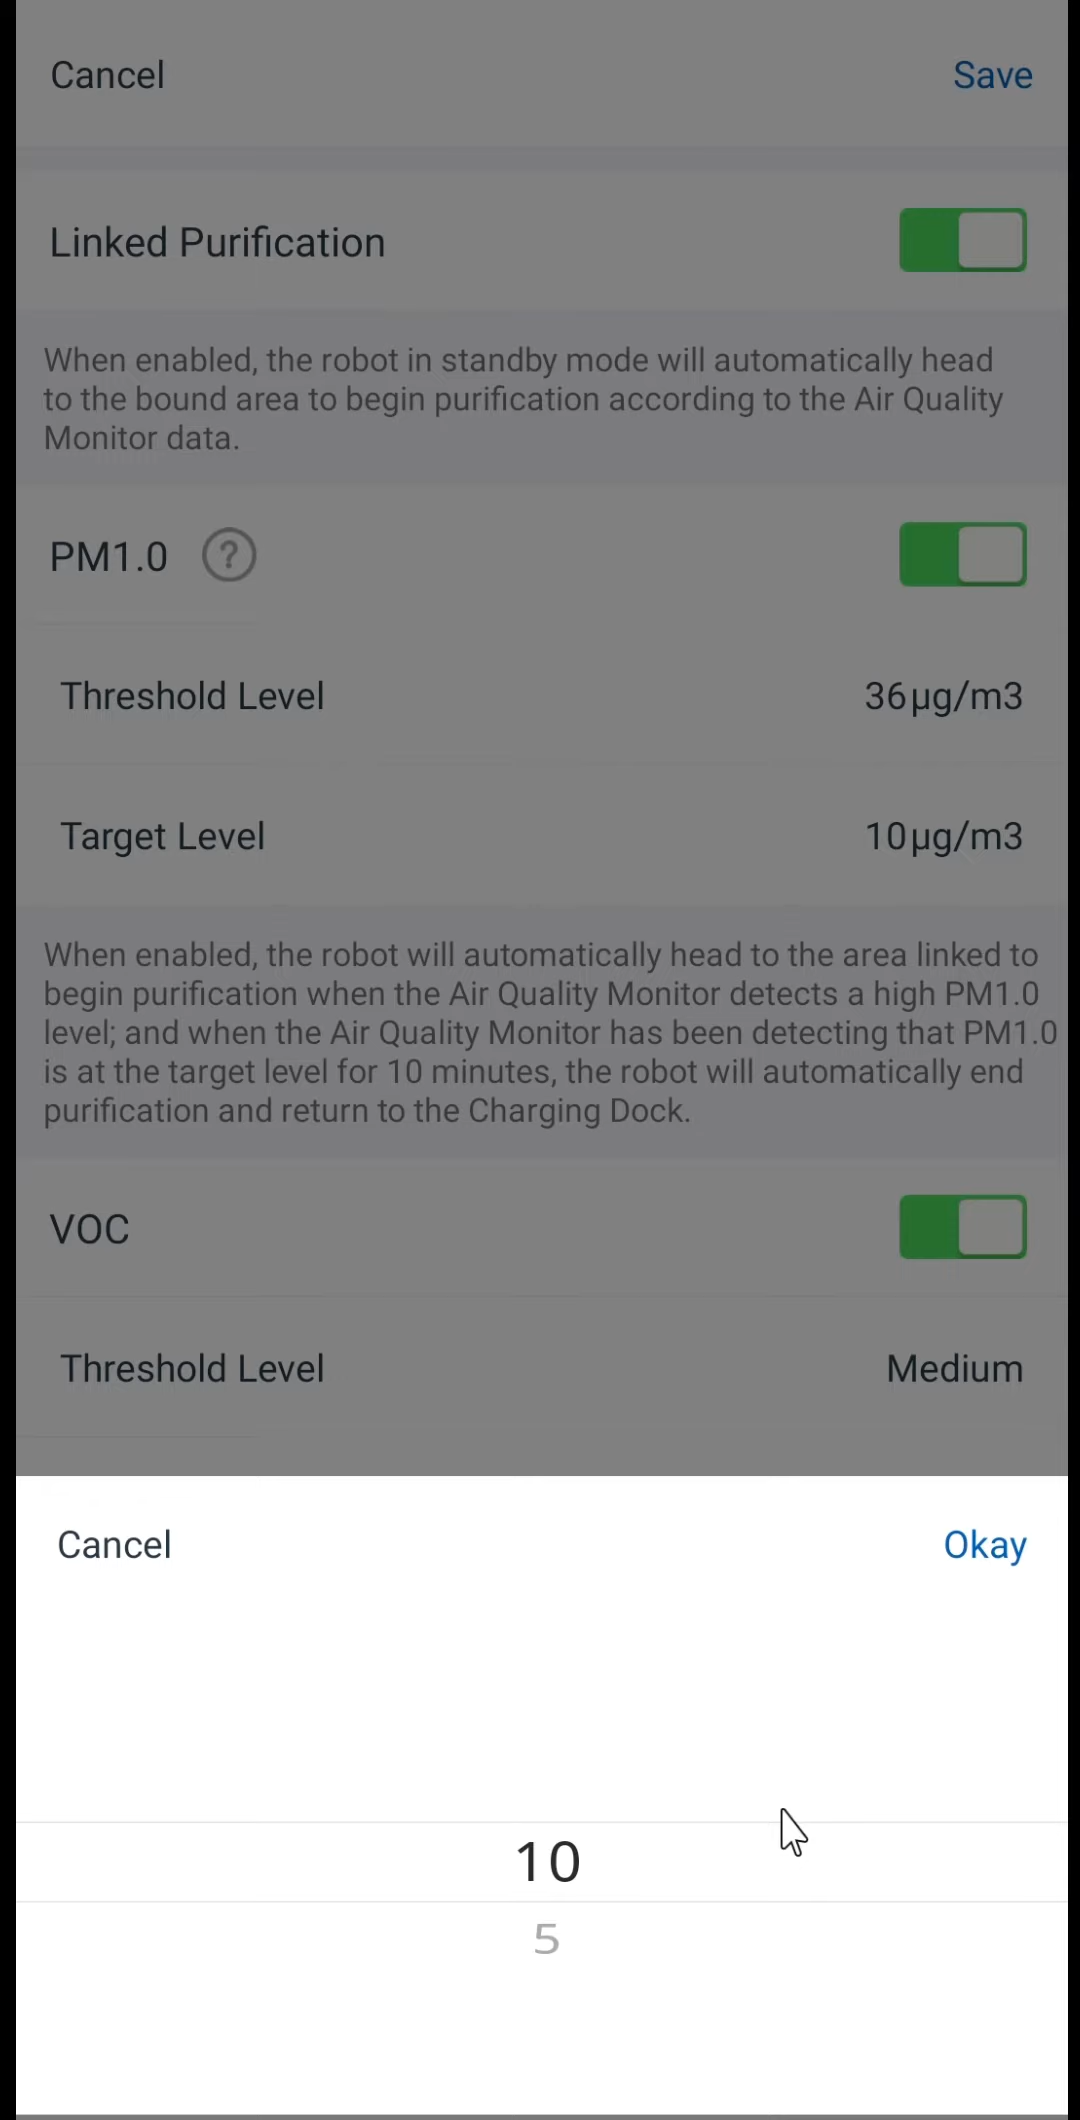 Cancel Save
Linked Purification
When enabled, the robot in standby mode will automatically head
to the bound area to begin purification according to the Air Quality
Monitor data.
PM1.0 ?
Threshold Level 36μg/m3
Target Level 10μg/m3
When enabled, the robot will automatically head to the area linked to
begin purification when the Air Quality Monitor detects a high PM1.0
level; and when the Air Quality Monitor has been detecting that PM1.0
is at the target level for 10 minutes, the robot will automatically end
purification and return to the Charging Dock.
VOC
Threshold Level Medium
Cancel Okay
10
5